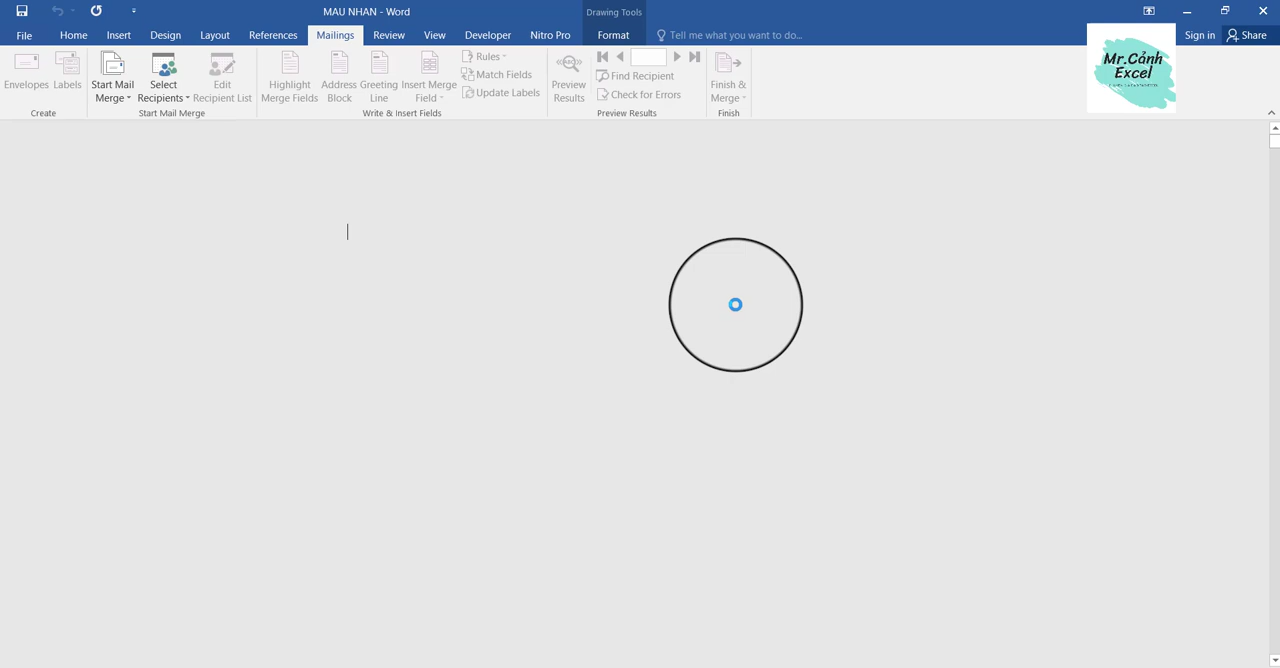 MAU NHAN - Word
Drawing Tools
File
Home
Insert
Design
Layout
References
Mailings
Review
View
Developer
Nitro Pro
Format
Tell me what you want to do...
Sign in
Share
Envelopes
Labels
Create
Start Mail
Merge
Select
Recipients
Edit
Recipient List
Start Mail Merge
Highlight
Merge Fields
Address
Block
Greeting
Line
Insert Merge
Field
Rules
Match Fields
Update Labels
Write & Insert Fields
ABC
Preview
Results
Find Recipient
Check for Errors
Preview Results
Finish &
Merge
Finish
Mr.Cảnh
Excel